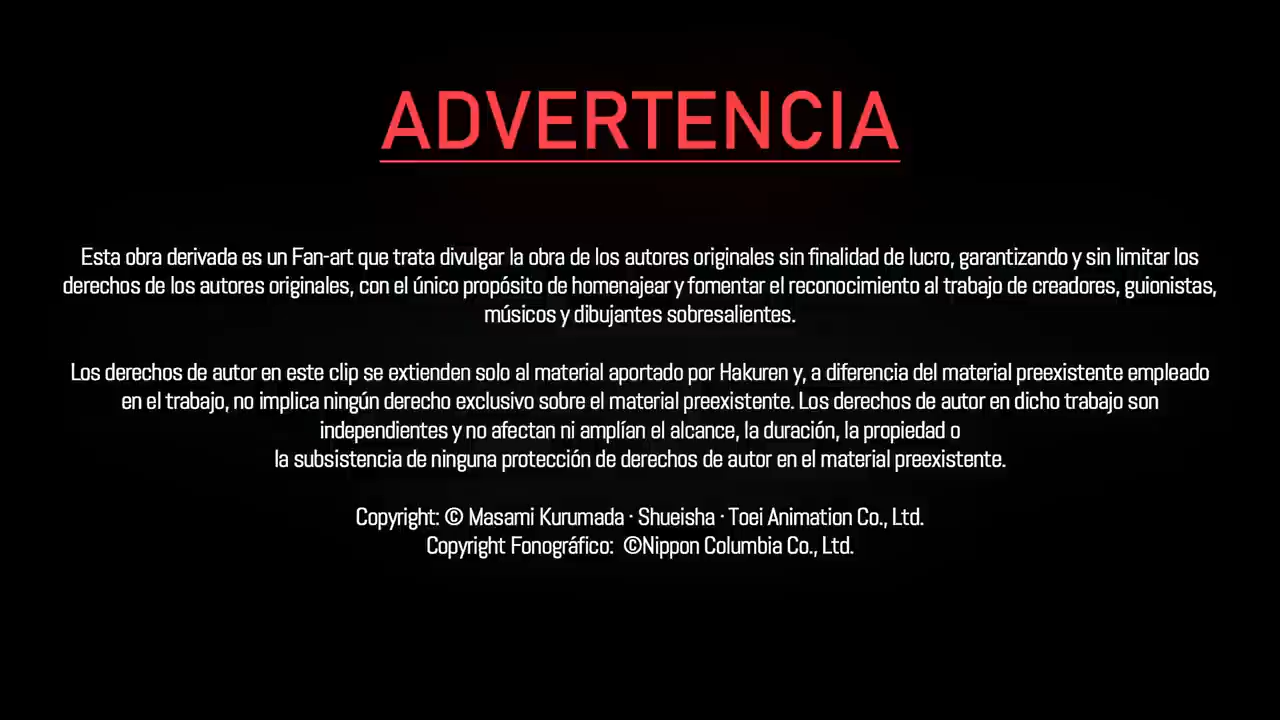 ADVERTENCIA
Esta obra derivada es un Fan-art que trata divulgar la obra de los autores originales sin finalidad de lucro, garantizando y sin limitar los
derechos de los autores originales, con el único propósito de homenajear y fomentar el reconocimiento al trabajo de creadores, guionistas,
músicos y dibujantes sobresalientes.
Los derechos de autor en este clip se extienden solo al material aportado por Hakuren y, a diferencia del material preexistente empleado
en el trabajo, no implica ningún derecho exclusivo sobre el material preexistente. Los derechos de autor en dicho trabajo son
independientes y no afectan ni amplían el alcance, la duración, la propiedad o
la subsistencia de ninguna protección de derechos de autor en el material preexistente.
Copyright: © Masami Kurumada · Shueisha · Toei Animation Co., Ltd.
Copyright Fonográfico: ©Nippon Columbia Co., Ltd.